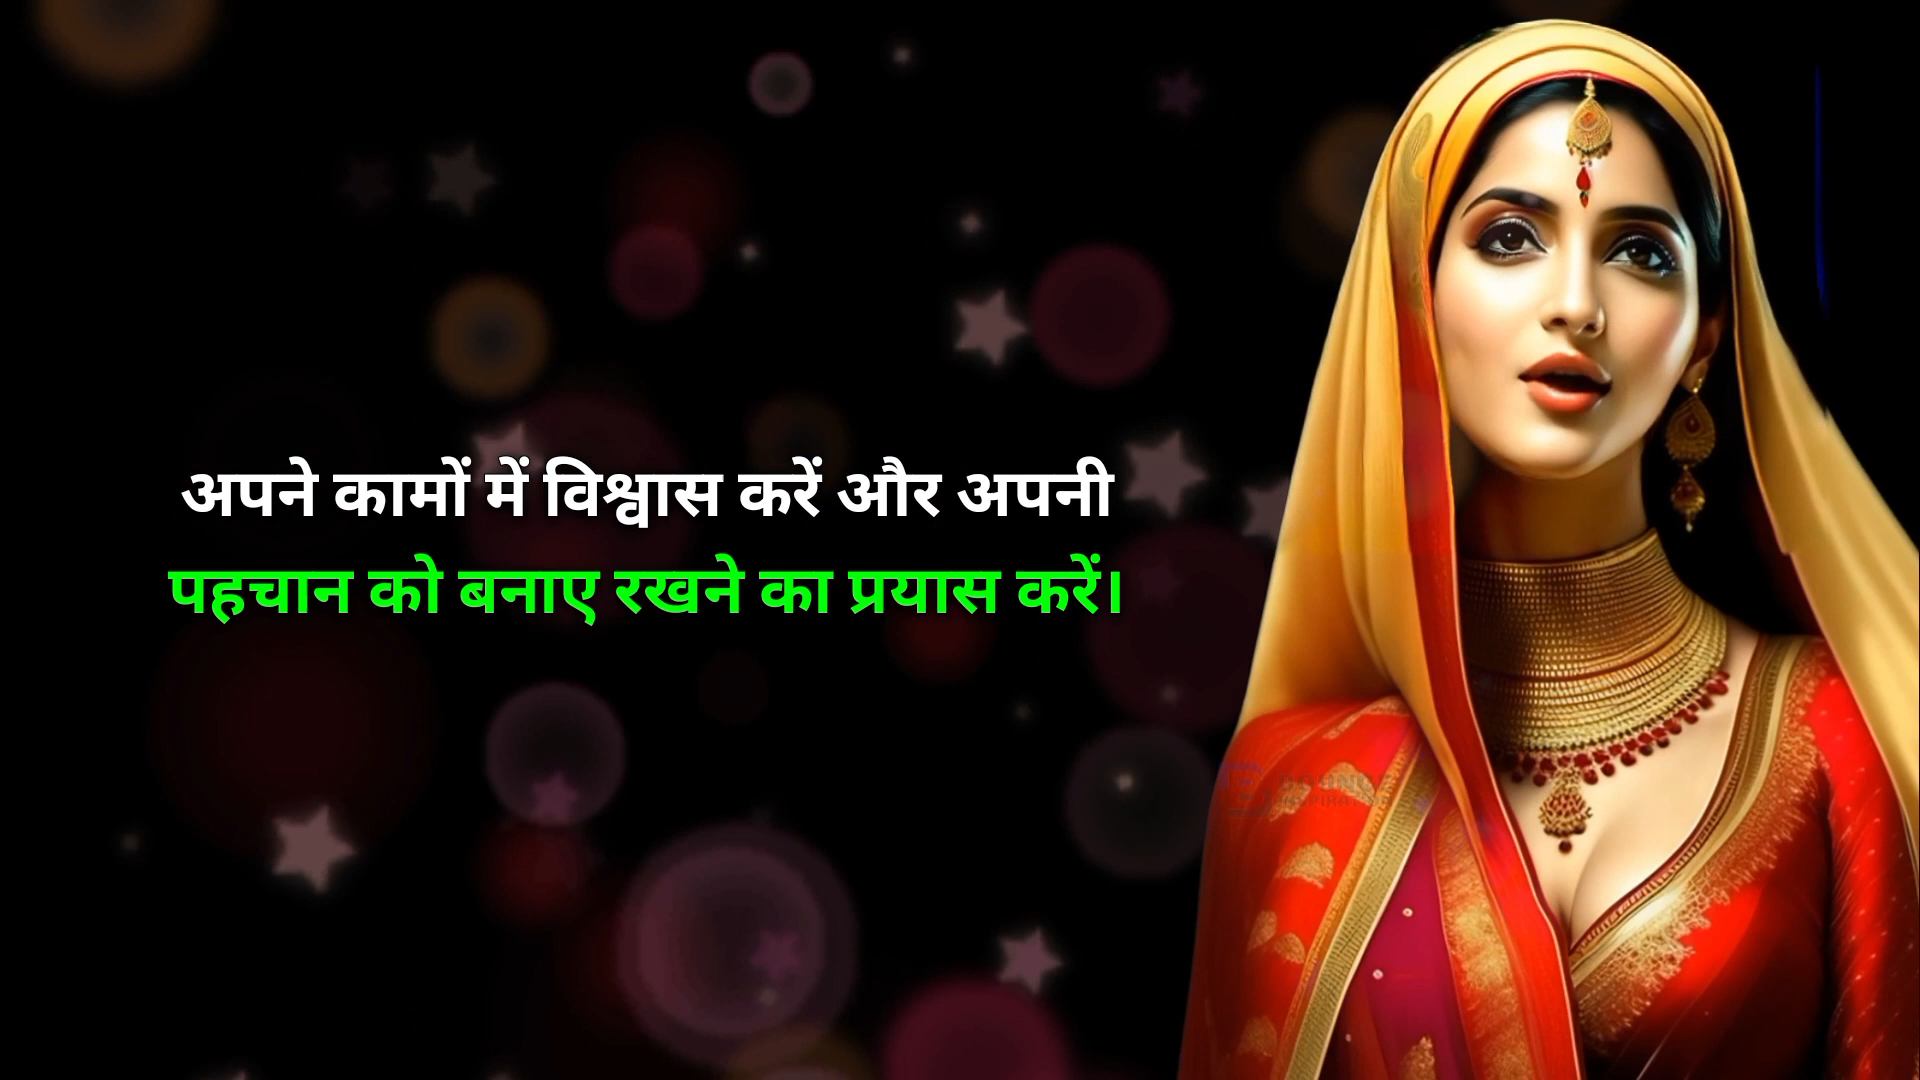 अपने कामों में विश्वास करें और अपनी
पहचान को बनाए रखने का प्रयास करें।